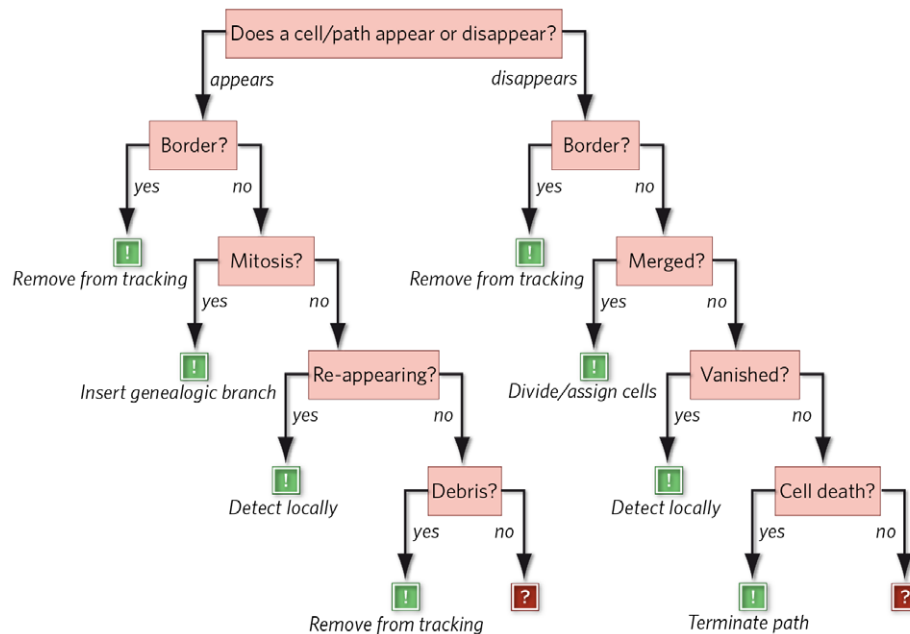 Does a cell/path appear or disappear?
appears
disappears
Border?
Border?
yes
no
yes
no
!
!
Remove from tracking
Mitosis?
Remove from tracking
Merged?
yes
no
yes
no
!
!
Insert genealogic branch
Re-appearing?
Divide/assign cells
Vanished?
yes
no
yes
no
!
!
Detect locally
Debris?
Detect locally
Cell death?
yes
no
yes
no
!
?
!
?
Remove from tracking
Terminate path